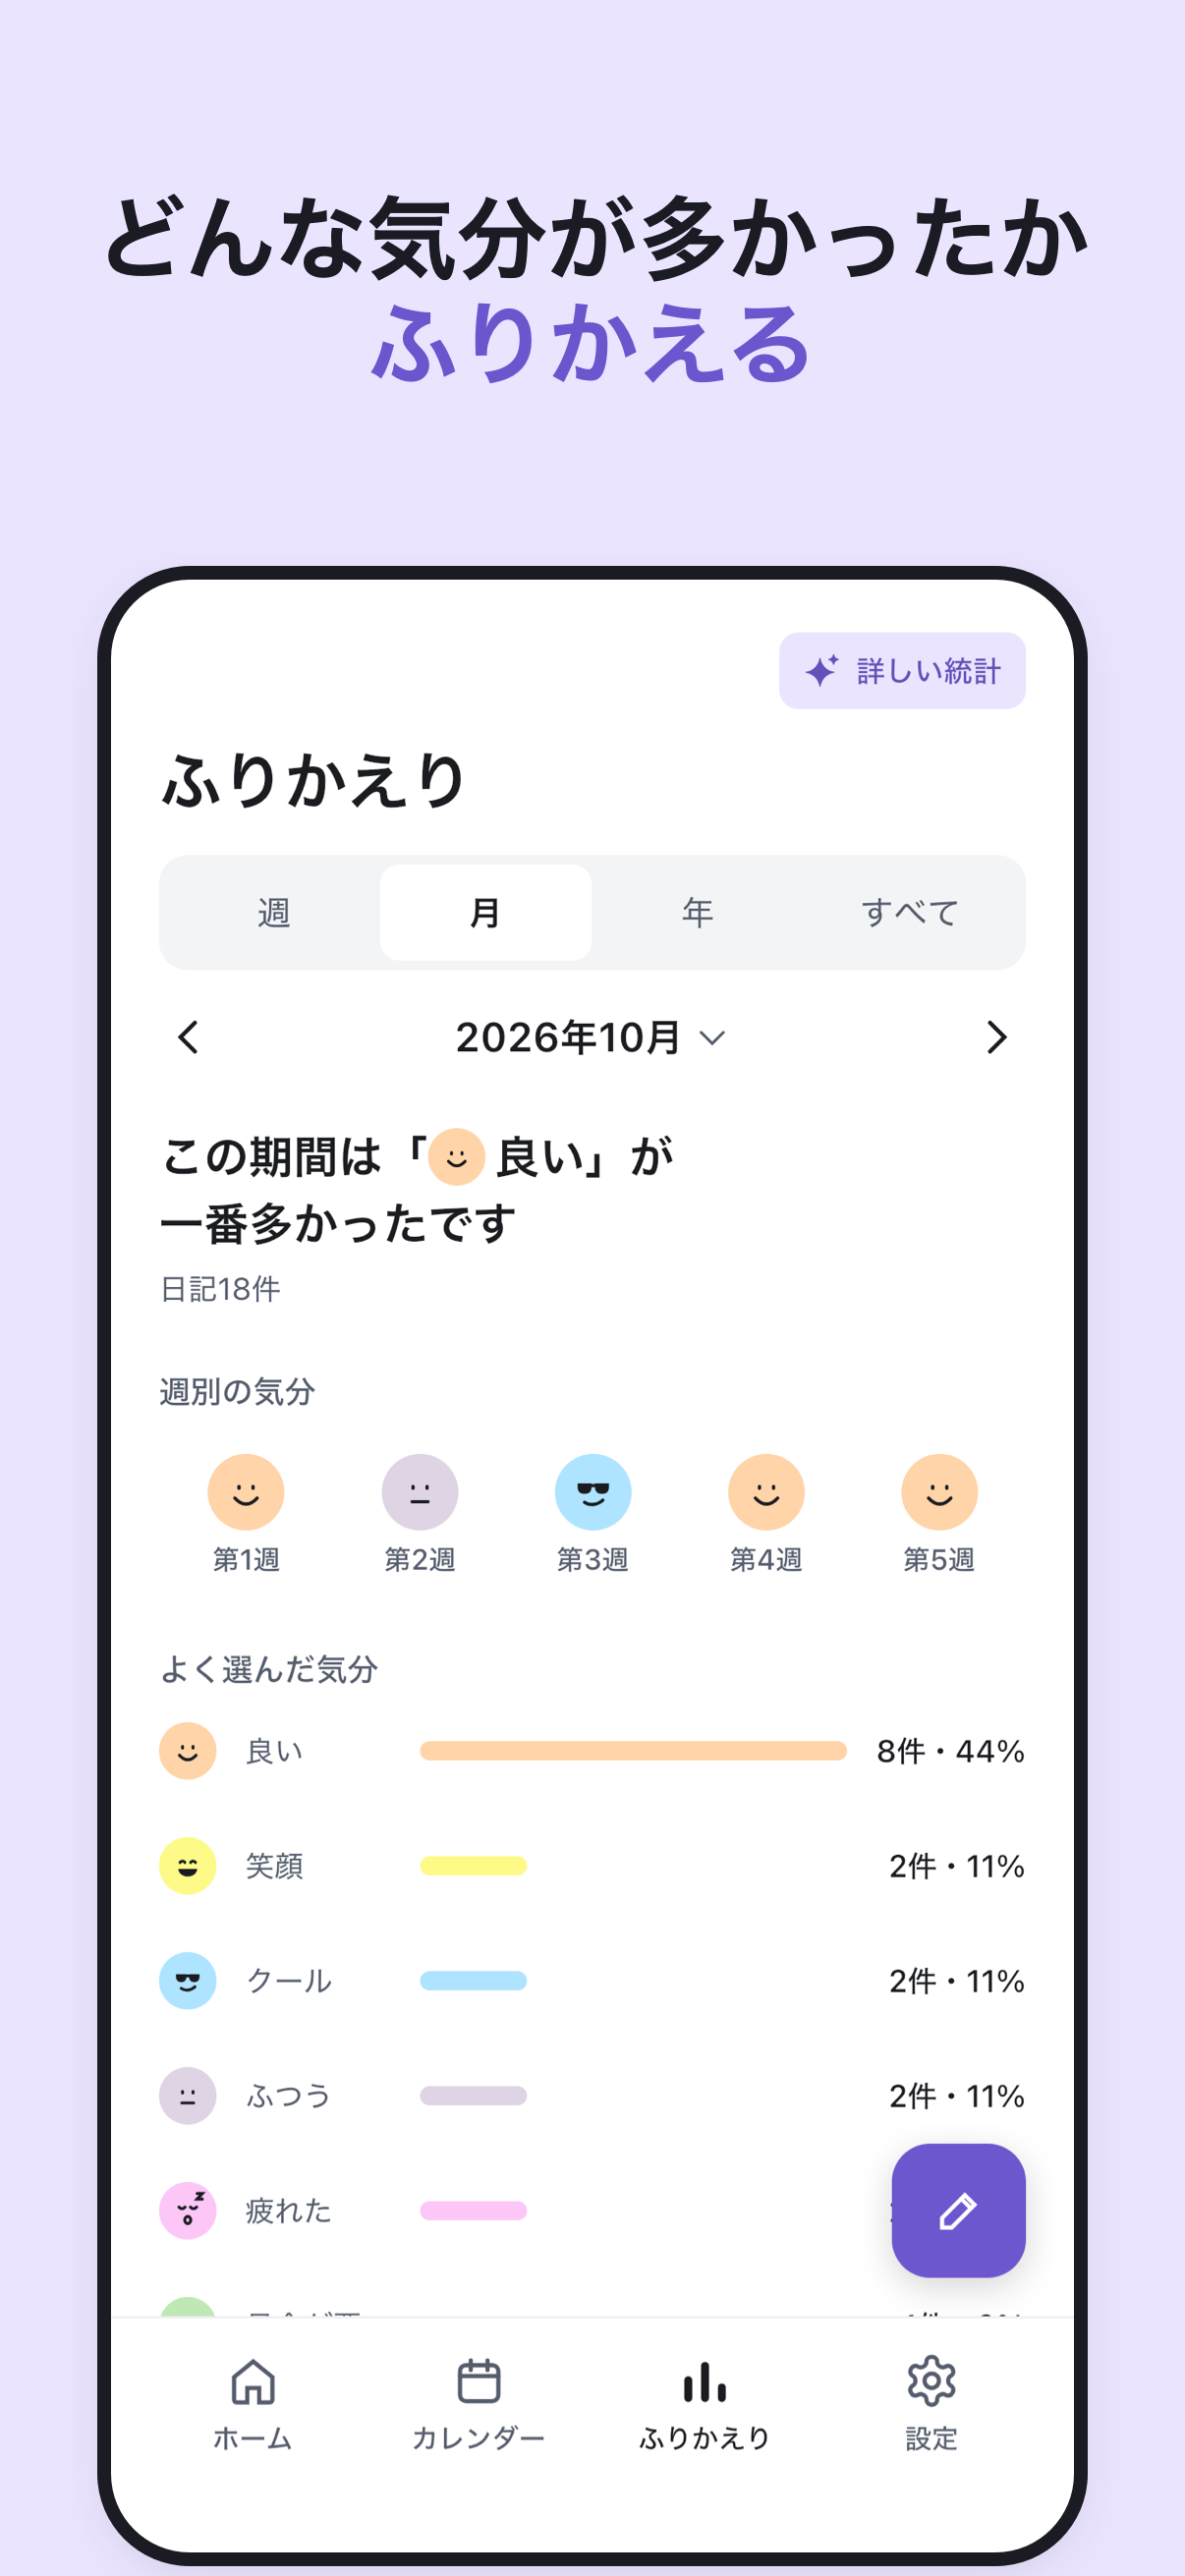 どんな気分が多かったか
ふりかえる
詳しい統計
ふりかえり
週 月 年 すべて
2026年10月
この期間は「良い」が
一番多かったです
日記18件
週別の気分
第1週 第2週 第3週 第4週 第5週
よく選んだ気分
良い 8件・44%
笑顔 2件・11%
クール 2件・11%
ふつう 2件・11%
疲れた
ホーム カレンダー ふりかえり 設定